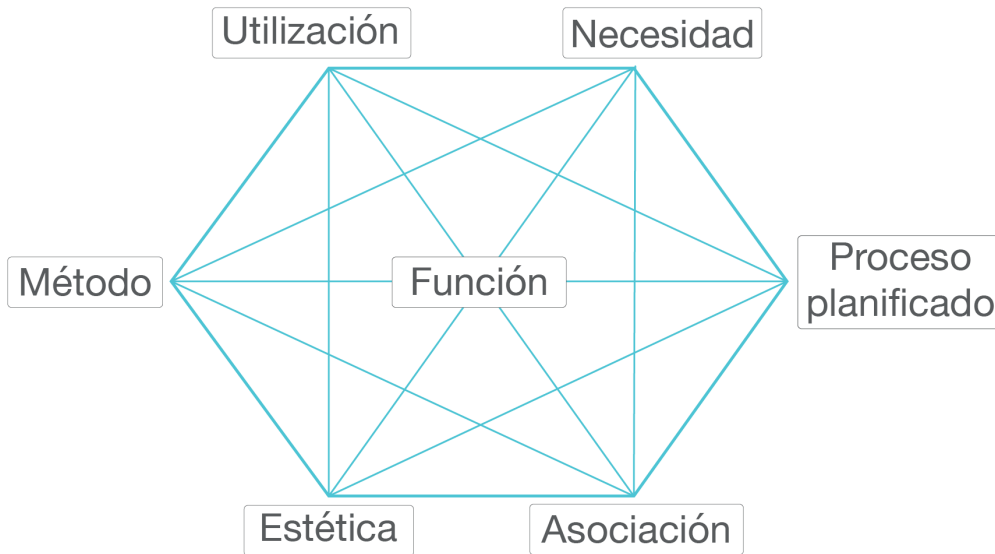 Utilización
Necesidad
Método
Función
Proceso
planificado
Estética
Asociación